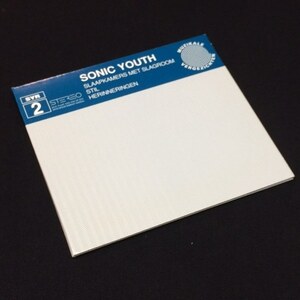 SONIC YOUTH
SLAAPKAMERS MET SLAGROOM
STIL
HERINNERINGEN
SYR
2
STEREO